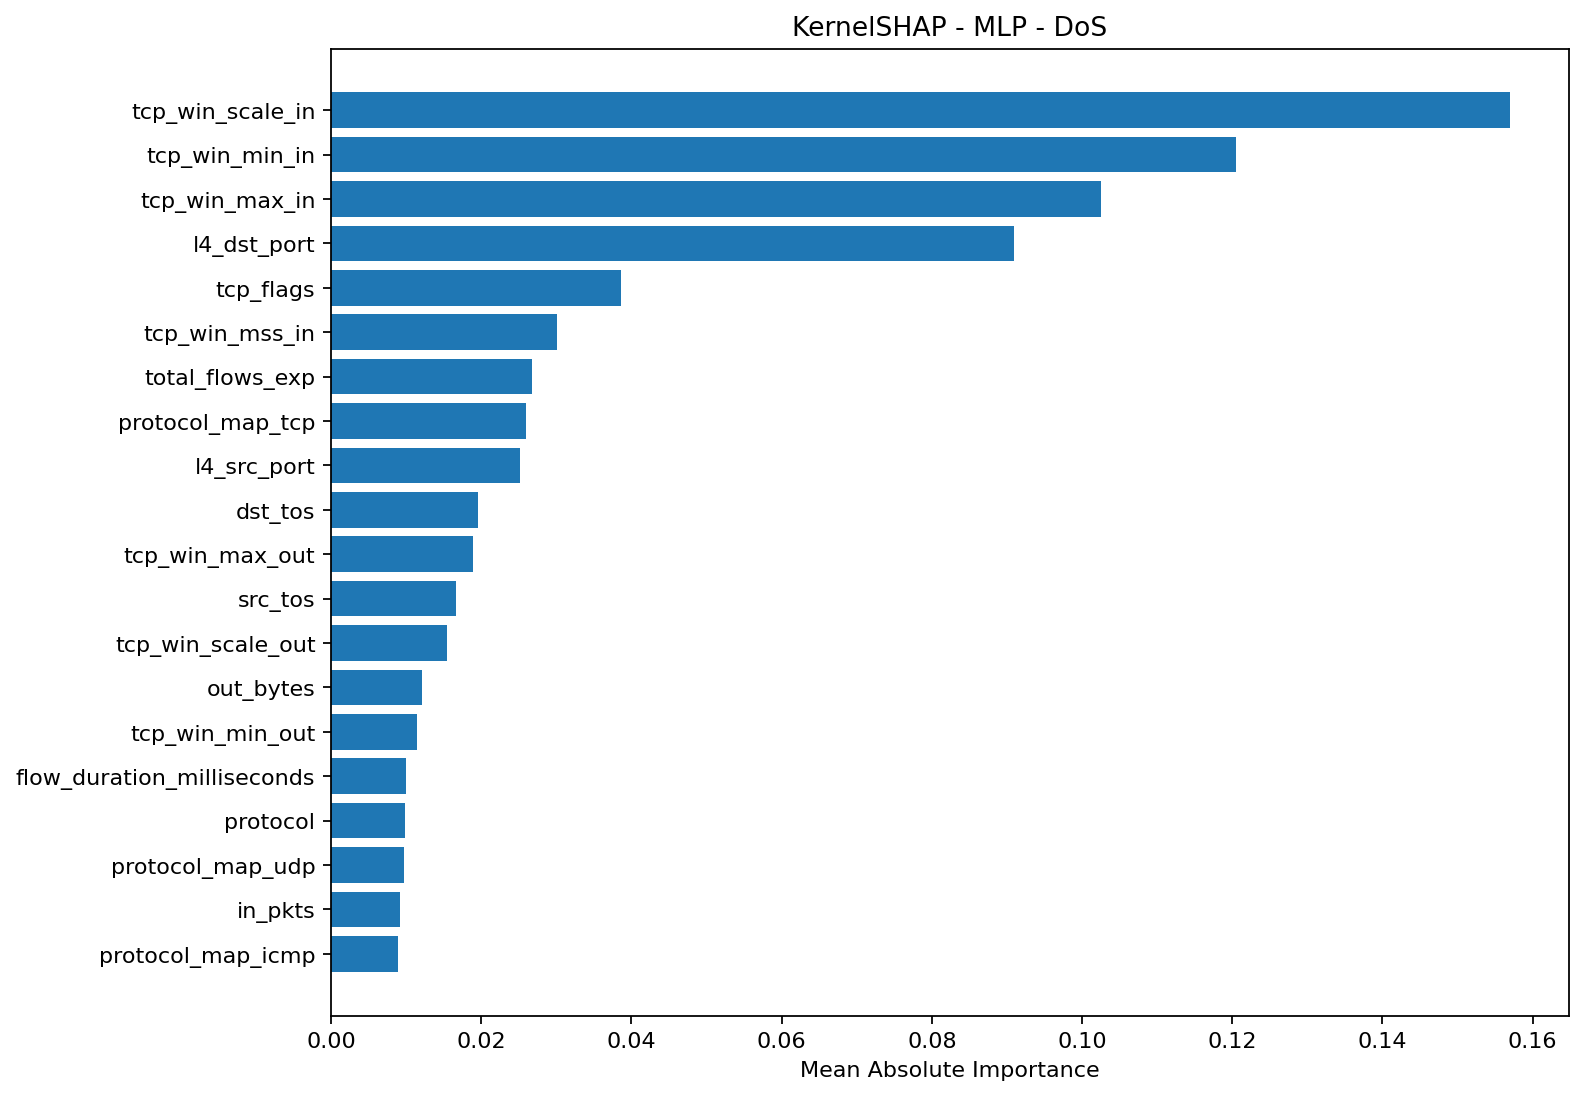 KernelSHAP - MLP - DoS
tcp_win_scale_in
tcp_win_min_in
tcp_win_max_in
l4_dst_port
tcp_flags
tcp_win_mss_in
total_flows_exp
protocol_map_tcp
l4_src_port
dst_tos
tcp_win_max_out
src_tos
tcp_win_scale_out
out_bytes
tcp_win_min_out
flow_duration_milliseconds
protocol
protocol_map_udp
in_pkts
protocol_map_icmp
0.00 0.02 0.04 0.06 0.08 0.10 0.12 0.14 0.16
Mean Absolute Importance